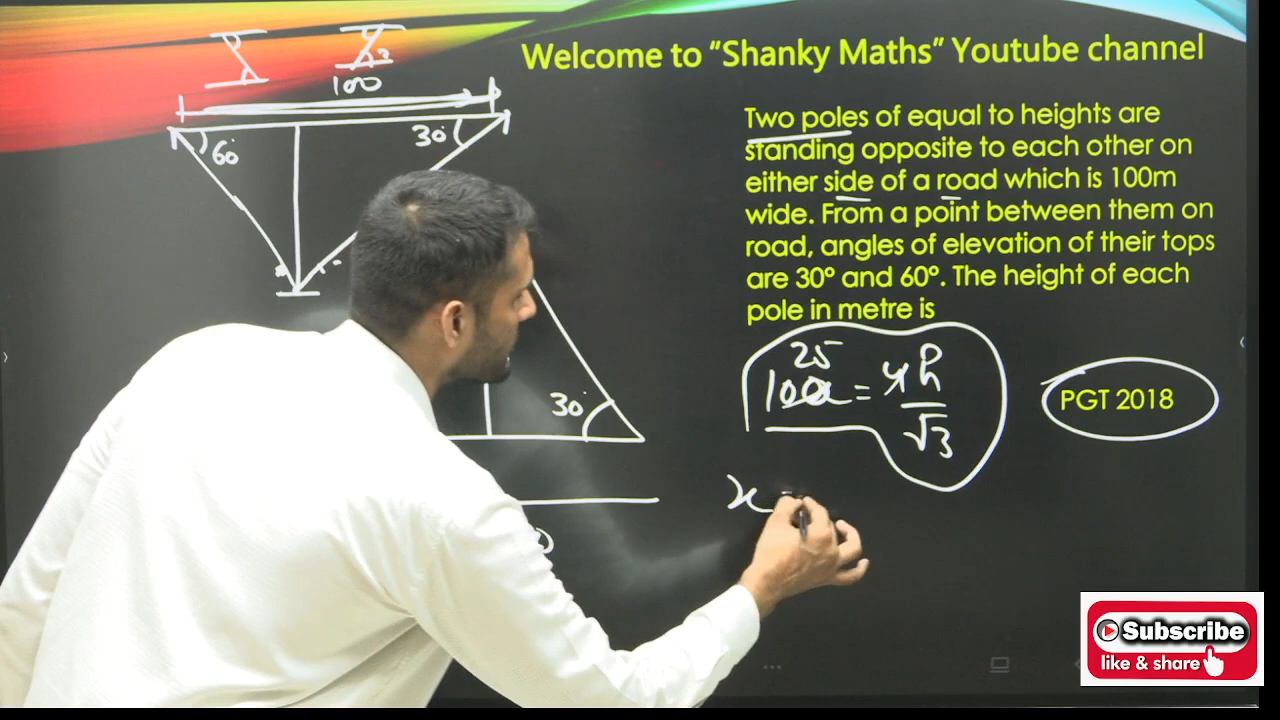 Welcome to “Shanky Maths” Youtube channel
100
60°
30°
Two poles of equal to heights are
standing opposite to each other on
either side of a road which is 100m
wide. From a point between them on
road, angles of elevation of their tops
are 30° and 60°. The height of each
pole in metre is
25
100 = 4h
√3
PGT 2018
30°
x
Subscribe
like & share